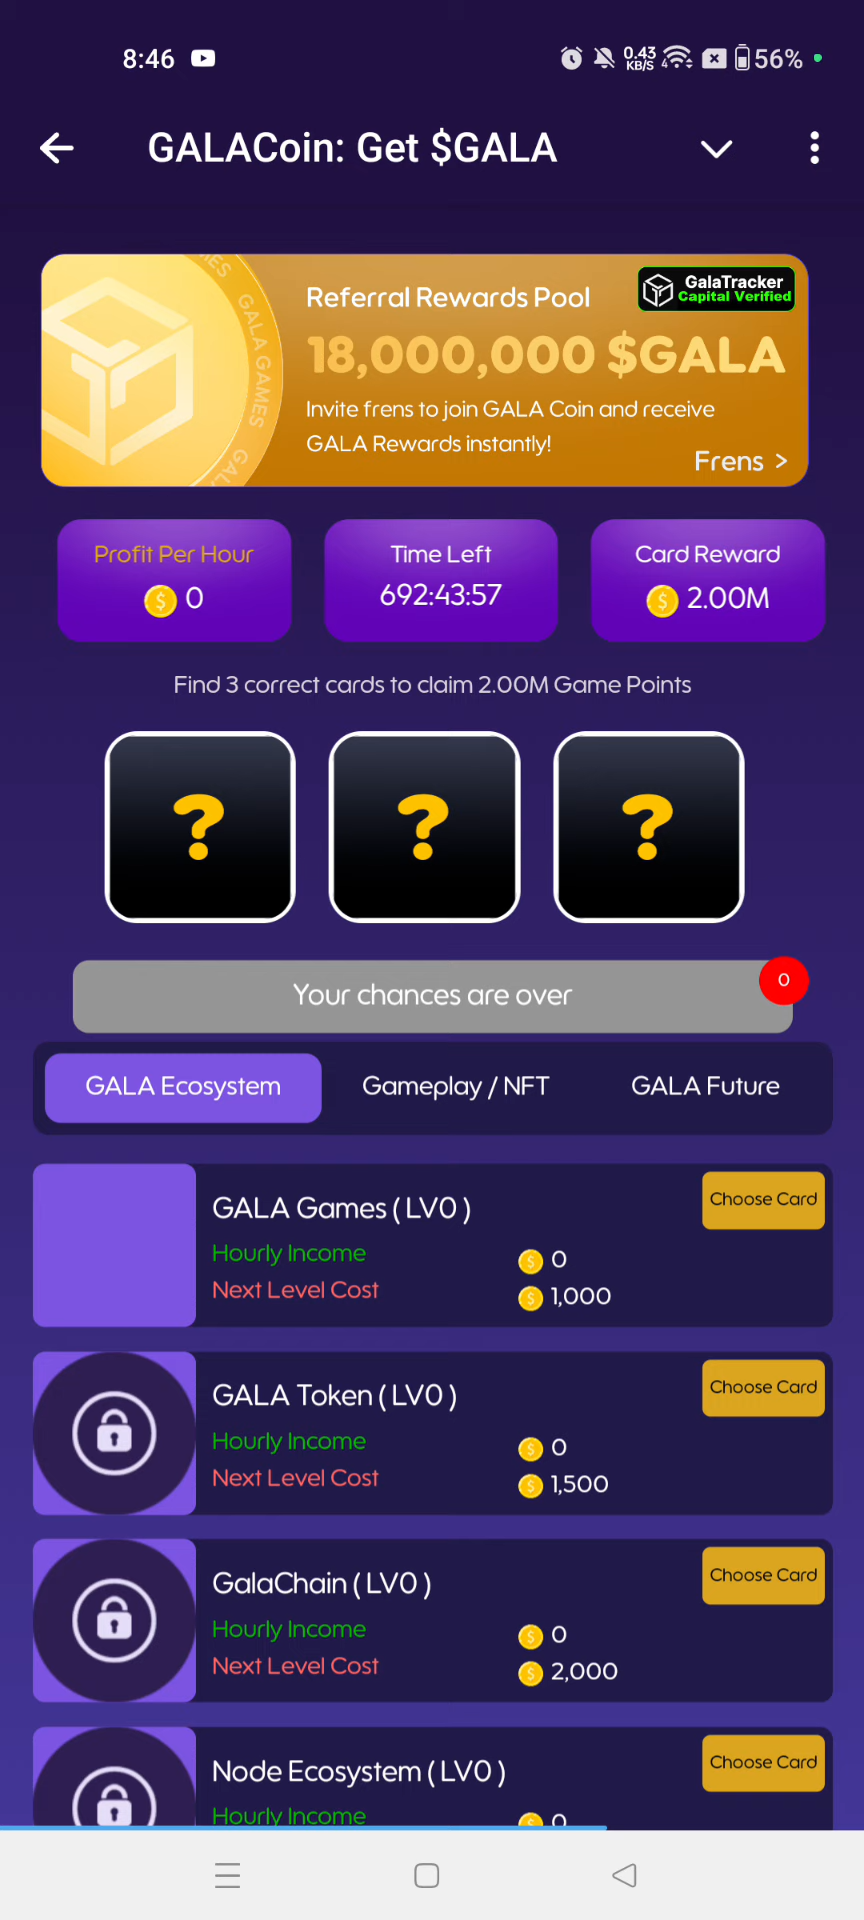 8:46
0.43 KB/S
4
56%
GALACoin: Get $GALA
GALA GAMES
Referral Rewards Pool
GalaTracker
Capital Verified
18,000,000 $GALA
Invite frens to join GALA Coin and receive
GALA Rewards instantly!
Frens >
Profit Per Hour
Time Left
Card Reward
$ 0
692:43:57
$ 2.00M
Find 3 correct cards to claim 2.00M Game Points
? ? ?
Your chances are over
0
GALA Ecosystem
Gameplay / NFT
GALA Future
GALA Games ( LV0 )
Choose Card
Hourly Income
$ 0
Next Level Cost
$ 1,000
GALA Token ( LV0 )
Choose Card
Hourly Income
$ 0
Next Level Cost
$ 1,500
GalaChain ( LV0 )
Choose Card
Hourly Income
$ 0
Next Level Cost
$ 2,000
Node Ecosystem ( LV0 )
Choose Card
Hourly Income
$ 0